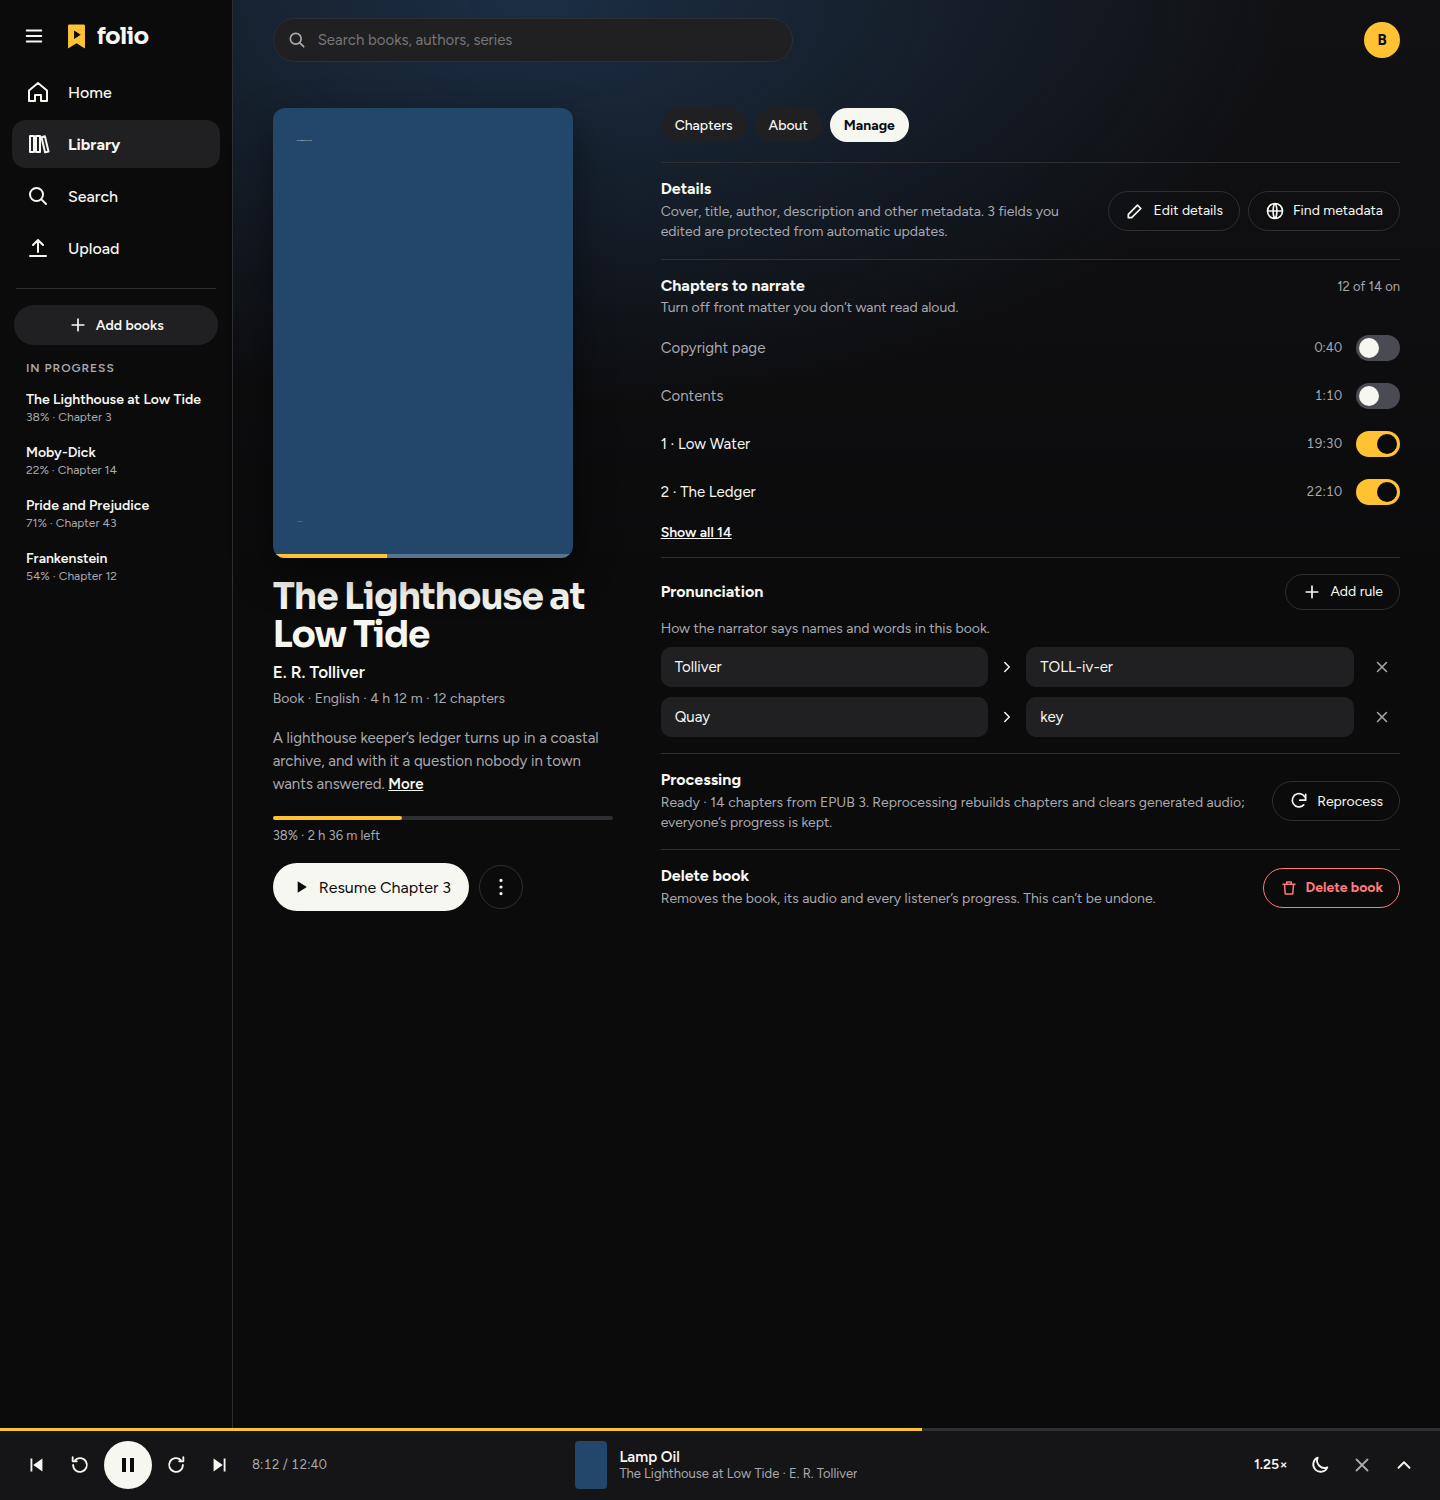 folio
Home
Library
Search
Upload
Add books
IN PROGRESS
The Lighthouse at Low Tide
38% · Chapter 3
Moby-Dick
22% · Chapter 14
Pride and Prejudice
71% · Chapter 43
Frankenstein
54% · Chapter 12
Search books, authors, series
B
The Lighthouse at
Low Tide
E. R. Tolliver
Book · English · 4 h 12 m · 12 chapters
A lighthouse keeper’s ledger turns up in a coastal
archive, and with it a question nobody in town
wants answered. More
38% · 2 h 36 m left
Resume Chapter 3
Chapters About Manage
Details
Cover, title, author, description and other metadata. 3 fields you
edited are protected from automatic updates.
Edit details Find metadata
Chapters to narrate 12 of 14 on
Turn off front matter you don’t want read aloud.
Copyright page 0:40
Contents 1:10
1 · Low Water 19:30
2 · The Ledger 22:10
Show all 14
Pronunciation Add rule
How the narrator says names and words in this book.
Tolliver TOLL-iv-er
Quay key
Processing
Ready · 14 chapters from EPUB 3. Reprocessing rebuilds chapters and clears generated audio;
everyone’s progress is kept.
Reprocess
Delete book
Removes the book, its audio and every listener’s progress. This can’t be undone.
Delete book
8:12 / 12:40
Lamp Oil
The Lighthouse at Low Tide · E. R. Tolliver
1.25×